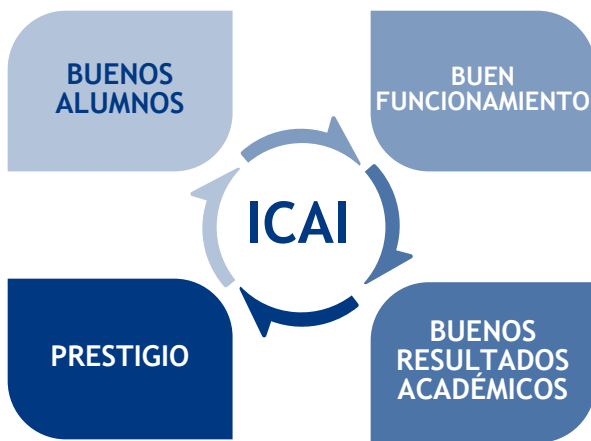 BUENOS
ALUMNOS
BUEN
FUNCIONAMIENTO
ICAI
PRESTIGIO
BUENOS
RESULTADOS
ACADÉMICOS